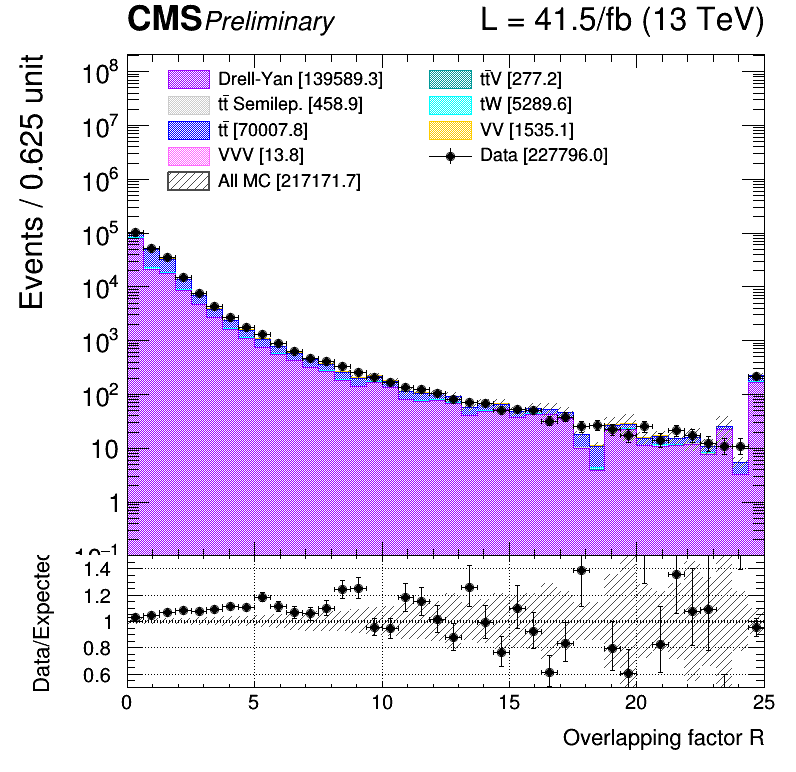 CMS Preliminary L = 41.5/fb (13 TeV)
Events / 0.625 unit
10⁸
10⁷
10⁶
10⁵
10⁴
10³
10²
10
1
10⁻¹
Drell-Yan [139589.3]
tt̄ Semilep. [458.9]
tt̄ [70007.8]
VVV [13.8]
All MC [217171.7]
tt̄V [277.2]
tW [5289.6]
VV [1535.1]
Data [227796.0]
Data/Expected
1.4
1.2
1
0.8
0.6
0 5 10 15 20 25
Overlapping factor R